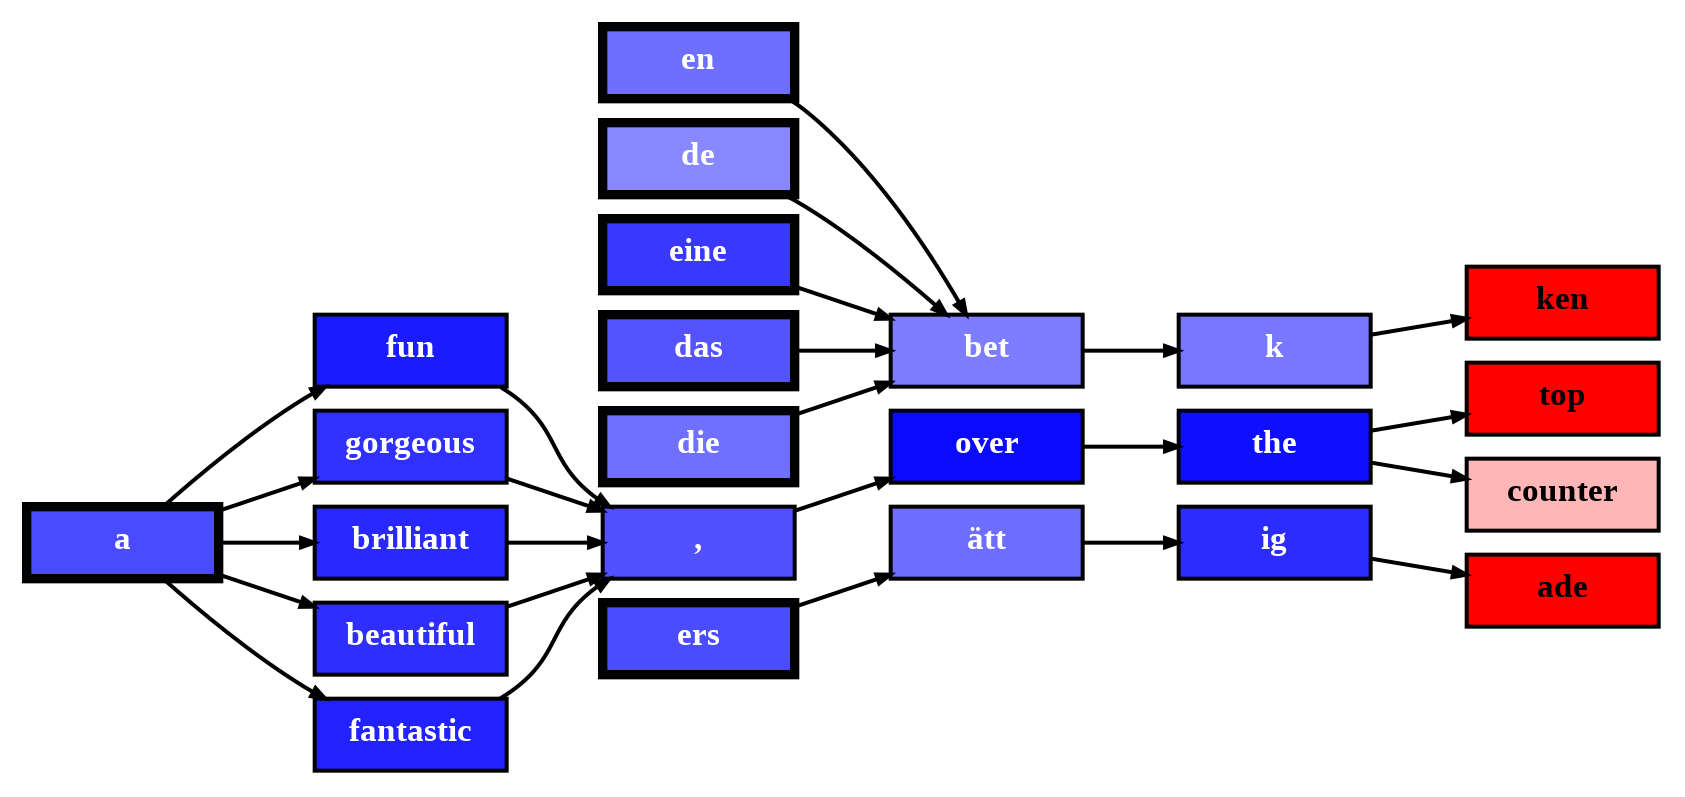 en
de
eine
das
die
,
ers
a
fun
gorgeous
brilliant
beautiful
fantastic
bet
over
ätt
k
the
ig
ken
top
counter
ade